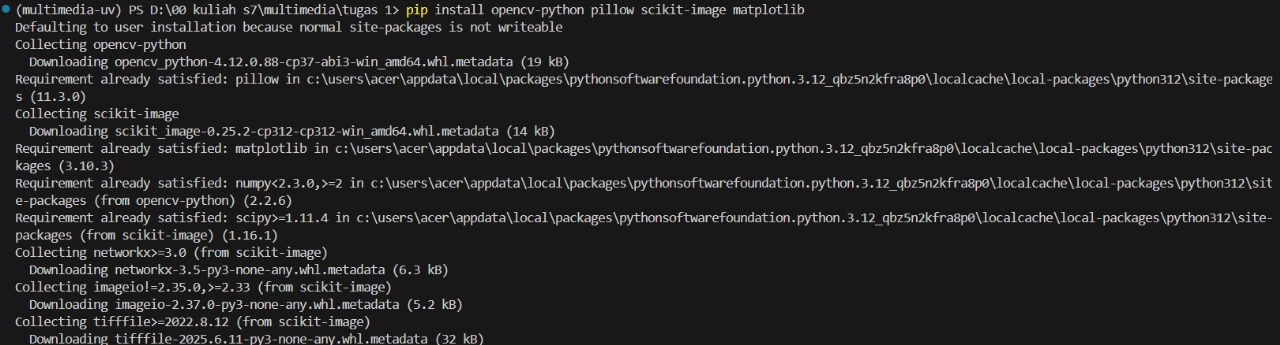 (multimedia-uv) PS D:\00 kuliah s7\multimedia\tugas 1> pip install opencv-python pillow scikit-image matplotlib
Defaulting to user installation because normal site-packages is not writeable
Collecting opencv-python
  Downloading opencv_python-4.12.0.88-cp37-abi3-win_amd64.whl.metadata (19 kB)
Requirement already satisfied: pillow in c:\users\acer\appdata\local\packages\pythonsoftwarefoundation.python.3.12_qbz5n2kfra8p0\localcache\local-packages\python312\site-package
s (11.3.0)
Collecting scikit-image
  Downloading scikit_image-0.25.2-cp312-cp312-win_amd64.whl.metadata (14 kB)
Requirement already satisfied: matplotlib in c:\users\acer\appdata\local\packages\pythonsoftwarefoundation.python.3.12_qbz5n2kfra8p0\localcache\local-packages\python312\site-pac
kages (3.10.3)
Requirement already satisfied: numpy<2.3.0,>=2 in c:\users\acer\appdata\local\packages\pythonsoftwarefoundation.python.3.12_qbz5n2kfra8p0\localcache\local-packages\python312\sit
e-packages (from opencv-python) (2.2.6)
Requirement already satisfied: scipy>=1.11.4 in c:\users\acer\appdata\local\packages\pythonsoftwarefoundation.python.3.12_qbz5n2kfra8p0\localcache\local-packages\python312\site-
packages (from scikit-image) (1.16.1)
Collecting networkx>=3.0 (from scikit-image)
  Downloading networkx-3.5-py3-none-any.whl.metadata (6.3 kB)
Collecting imageio!=2.35.0,>=2.33 (from scikit-image)
  Downloading imageio-2.37.0-py3-none-any.whl.metadata (5.2 kB)
Collecting tifffile>=2022.8.12 (from scikit-image)
  Downloading tifffile-2025.6.11-py3-none-any.whl.metadata (32 kB)